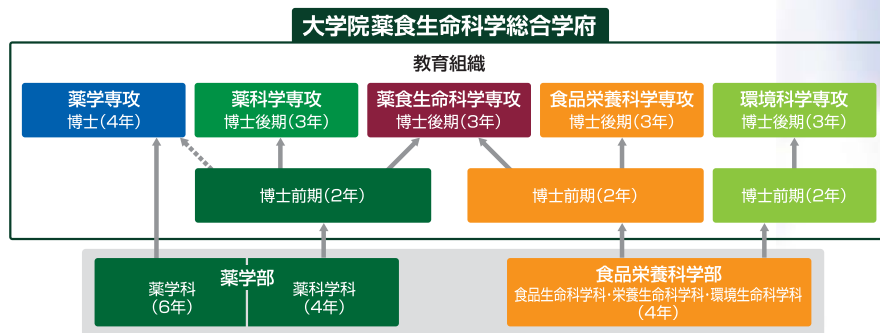 大学院薬食生命科学総合学府
教育組織
薬学専攻
博士(4年)
薬科学専攻
博士後期(3年)
薬食生命科学専攻
博士後期(3年)
食品栄養科学専攻
博士後期(3年)
環境科学専攻
博士後期(3年)
博士前期(2年)
博士前期(2年)
博士前期(2年)
薬学部
薬学科
(6年)
薬科学科
(4年)
食品栄養科学部
食品生命科学科・栄養生命科学科・環境生命科学科
(4年)